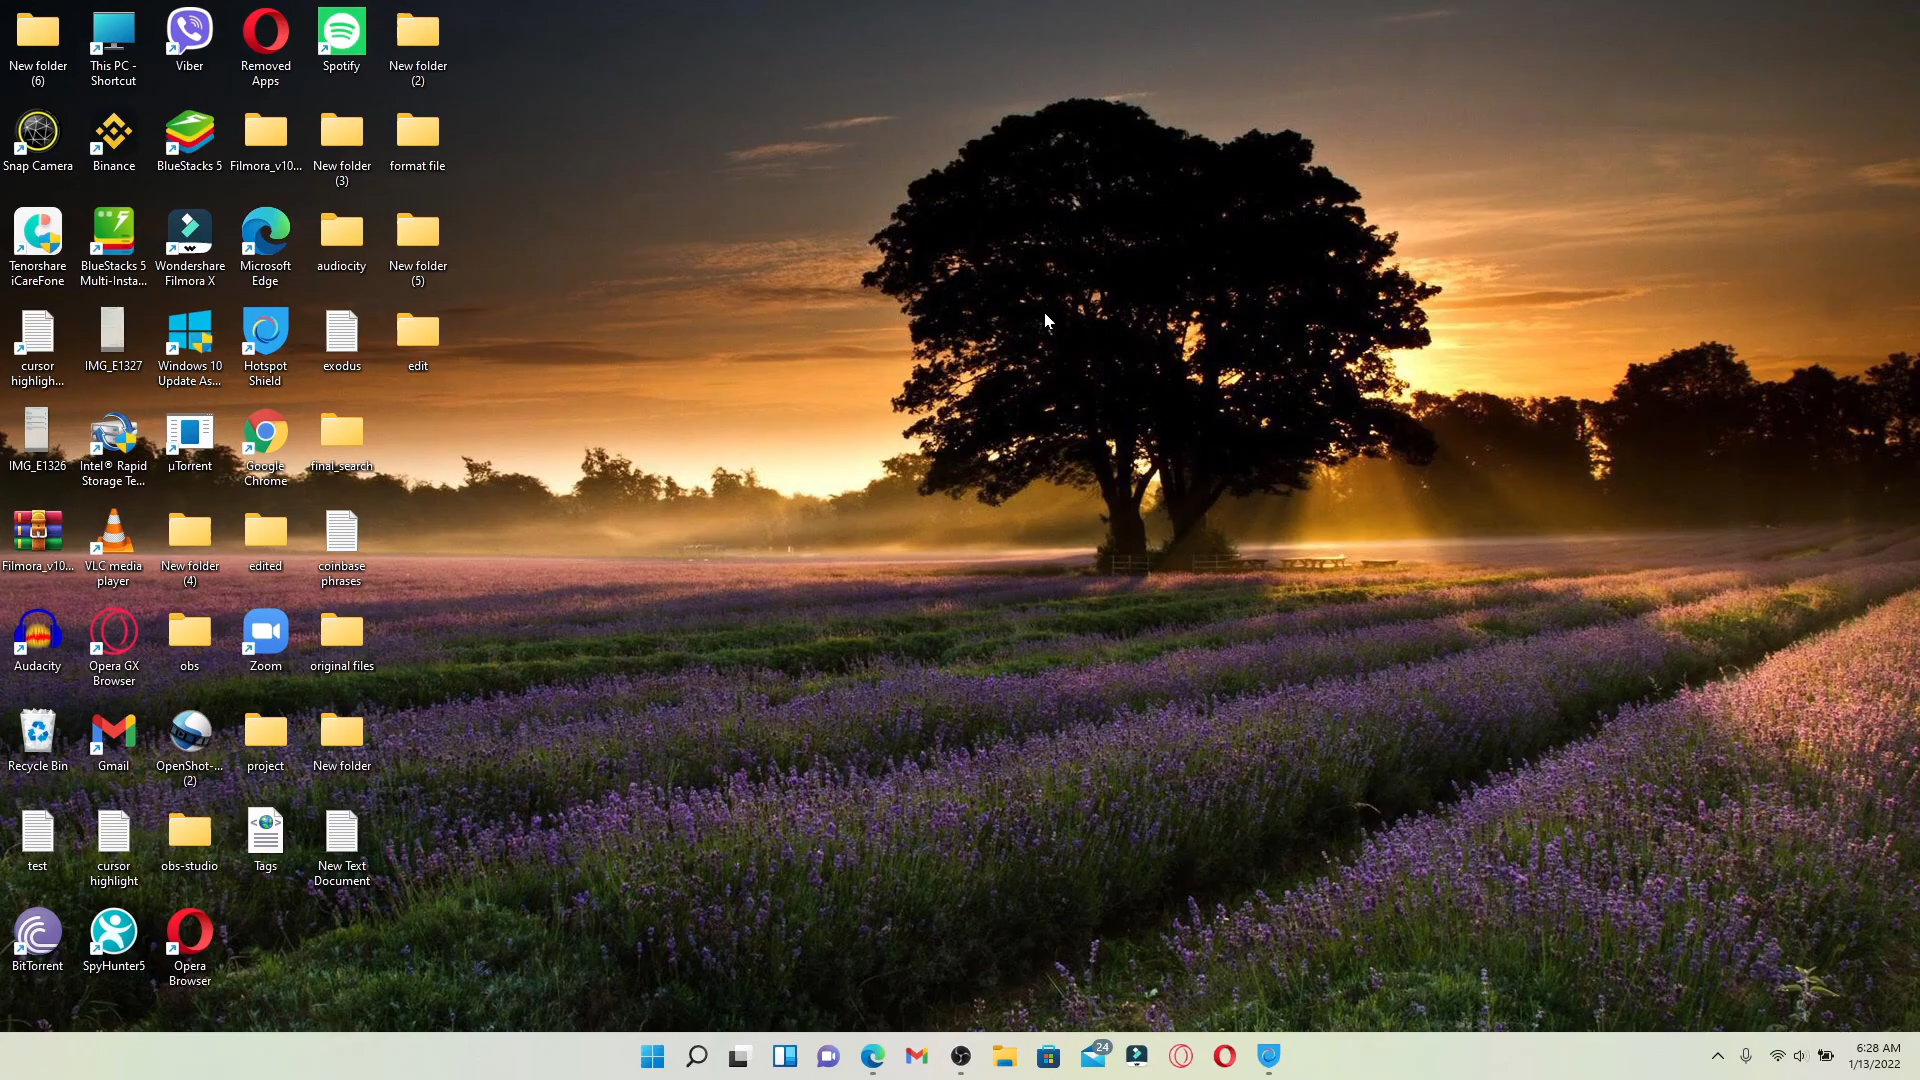 New folder
(6)
This PC -
Shortcut
Viber
Removed
Apps
Spotify
New folder
(2)
Snap Camera
Binance
BlueStacks 5
Filmora_v10...
New folder
(3)
format file
Tenorshare
iCareFone
BlueStacks 5
Multi-Insta...
Wondershare
Filmora X
Microsoft
Edge
audiocity
New folder
(5)
cursor
highligh...
IMG_E1327
Windows 10
Update As...
Hotspot
Shield
exodus
edit
IMG_E1326
Intel® Rapid
Storage Te...
µTorrent
Google
Chrome
final_search
Filmora_v10...
VLC media
player
New folder
(4)
edited
coinbase
phrases
Audacity
Opera GX
Browser
obs
Zoom
original files
Recycle Bin
Gmail
OpenShot-...
(2)
project
New folder
test
cursor
highlight
obs-studio
Tags
New Text
Document
BitTorrent
SpyHunter5
Opera
Browser
24
6:28 AM
1/13/2022